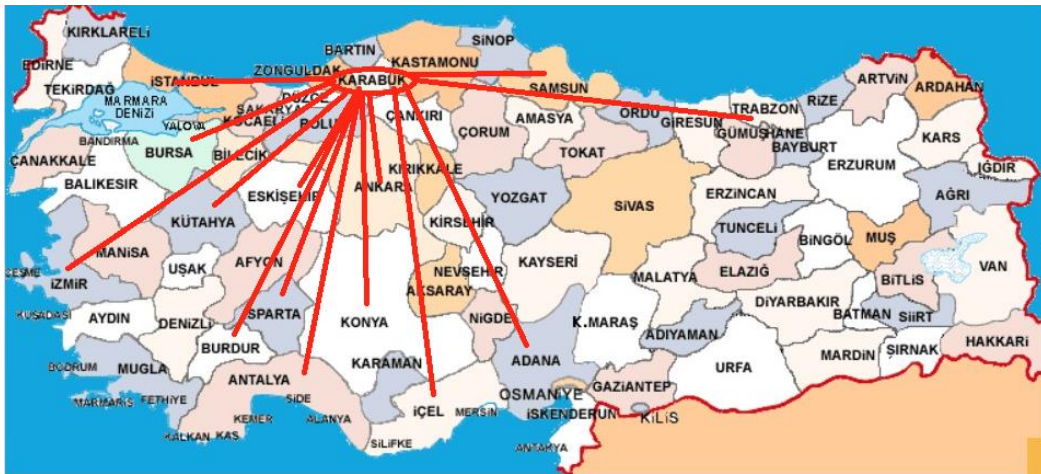 KIRKLARELİ
SİNOP
BARTIN
KASTAMONU
EDİRNE
ZONGULDAK
KARABÜK
İSTANBUL
TEKİRDAĞ
SAMSUN
ARTVİN
ARDAHAN
MARMARA
DENİZİ
DÜZCE
SAKARYA
KOCAELİ
BOLU
ÇANKIRI
AMASYA
ORDU
GİRESUN
TRABZON
RİZE
YALOVA
BANDIRMA
ÇORUM
GÜMÜŞHANE
BAYBURT
KARS
ÇANAKKALE
BURSA
BİLECİK
TOKAT
ERZURUM
IĞDIR
BALIKESIR
ESKİŞEHİR
ANKARA
KIRIKKALE
YOZGAT
SİVAS
ERZİNCAN
AĞRI
KÜTAHYA
KİRŞEHİR
TUNCELİ
BİNGÖL
MUŞ
MANİSA
UŞAK
AFYON
NEVŞEHİR
KAYSERİ
MALATYA
ELAZIĞ
BİTLİS
VAN
ÇEŞME
İZMİR
AKSARAY
DİYARBAKIR
KUŞADASI
AYDIN
DENİZLİ
ISPARTA
KONYA
NİGDE
K.MARAŞ
ADIYAMAN
BATMAN
SİİRT
BURDUR
KARAMAN
ADANA
MARDİN
ŞIRNAK
HAKKARİ
BODRUM
MUGLA
ANTALYA
URFA
MARMARİS
FETHİYE
SİDE
OSMANİYE
GAZİANTEP
KEMER
ALANYA
İÇEL
MERSİN
İSKENDERUN
KİLİS
KALKAN
KAŞ
SİLİFKE
ANTAKYA